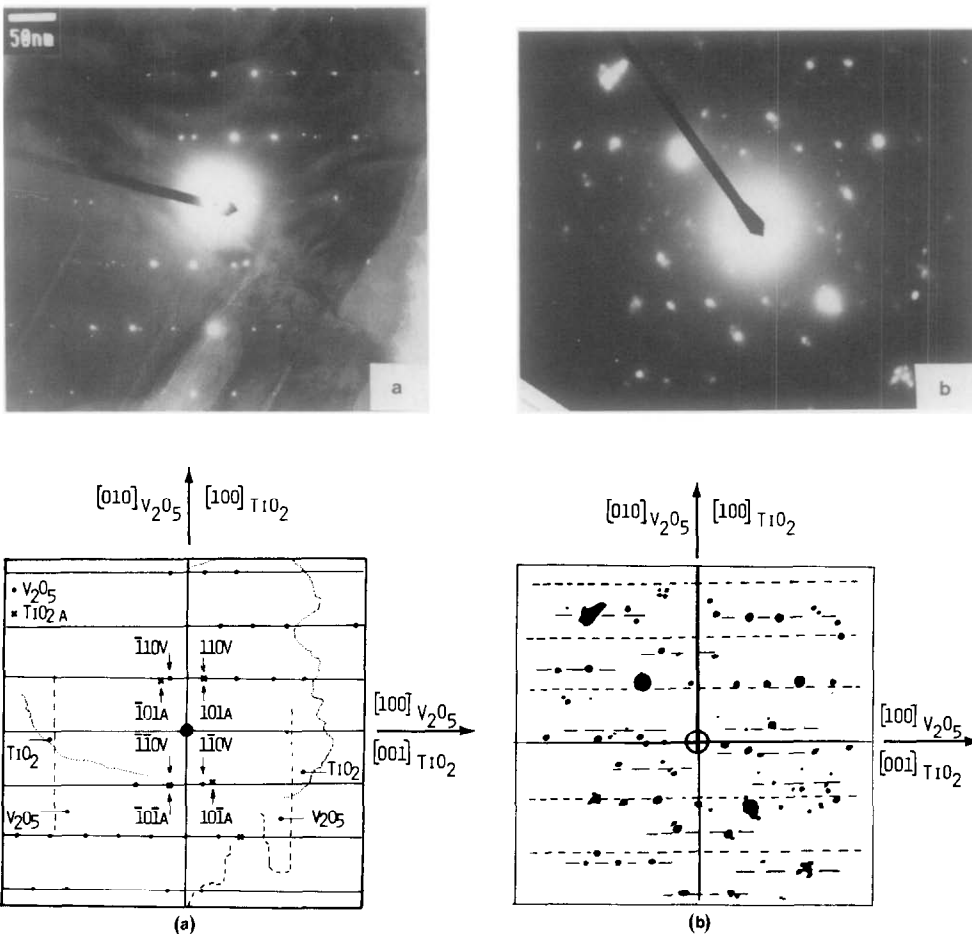 50nm
a
b
[010]V₂O₅ [100]TIO₂
[010]V₂O₅ [100]TIO₂
• V₂O₅
× TIO₂A
1̄10V 110V
1̄01A 101A
[100]V₂O₅
[001]TIO₂
TIO₂
1̄1̄0V 11̄0V
TIO₂
V₂O₅
1̄01̄A 101̄A
V₂O₅
(a)
[100]V₂O₅
[001]TIO₂
(b)